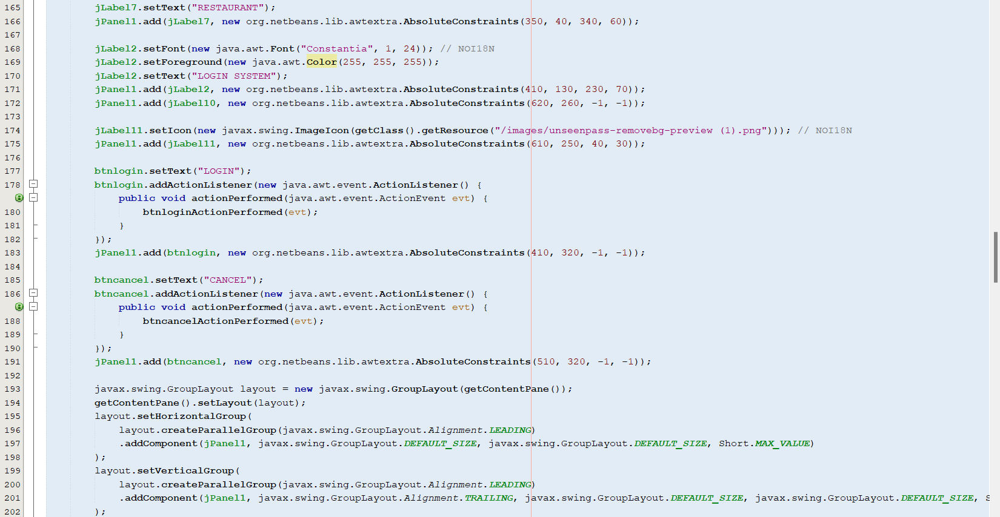 165 jLabel7.setText("RESTAURANT");
166 jPanel1.add(jLabel7, new org.netbeans.lib.awtextra.AbsoluteConstraints(350, 40, 340, 60));
167
168 jLabel2.setFont(new java.awt.Font("Constantia", 1, 24)); // NOI18N
169 jLabel2.setForeground(new java.awt.Color(255, 255, 255));
170 jLabel2.setText("LOGIN SYSTEM");
171 jPanel1.add(jLabel2, new org.netbeans.lib.awtextra.AbsoluteConstraints(410, 130, 230, 70));
172 jPanel1.add(jLabel10, new org.netbeans.lib.awtextra.AbsoluteConstraints(620, 260, -1, -1));
173
174 jLabel11.setIcon(new javax.swing.ImageIcon(getClass().getResource("/images/unseenpass-removebg-preview (1).png"))); // NOI18N
175 jPanel1.add(jLabel11, new org.netbeans.lib.awtextra.AbsoluteConstraints(610, 250, 40, 30));
176
177 btnlogin.setText("LOGIN");
178 btnlogin.addActionListener(new java.awt.event.ActionListener() {
public void actionPerformed(java.awt.event.ActionEvent evt) {
180 btnloginActionPerformed(evt);
181 }
182 });
183 jPanel1.add(btnlogin, new org.netbeans.lib.awtextra.AbsoluteConstraints(410, 320, -1, -1));
184
185 btncancel.setText("CANCEL");
186 btncancel.addActionListener(new java.awt.event.ActionListener() {
public void actionPerformed(java.awt.event.ActionEvent evt) {
188 btncancelActionPerformed(evt);
189 }
190 });
191 jPanel1.add(btncancel, new org.netbeans.lib.awtextra.AbsoluteConstraints(510, 320, -1, -1));
192
193 javax.swing.GroupLayout layout = new javax.swing.GroupLayout(getContentPane());
194 getContentPane().setLayout(layout);
195 layout.setHorizontalGroup(
196 layout.createParallelGroup(javax.swing.GroupLayout.Alignment.LEADING)
197 .addComponent(jPanel1, javax.swing.GroupLayout.DEFAULT_SIZE, javax.swing.GroupLayout.DEFAULT_SIZE, Short.MAX_VALUE)
198 );
199 layout.setVerticalGroup(
200 layout.createParallelGroup(javax.swing.GroupLayout.Alignment.LEADING)
201 .addComponent(jPanel1, javax.swing.GroupLayout.Alignment.TRAILING, javax.swing.GroupLayout.DEFAULT_SIZE, javax.swing.GroupLayout.DEFAULT_SIZE, S
202 );